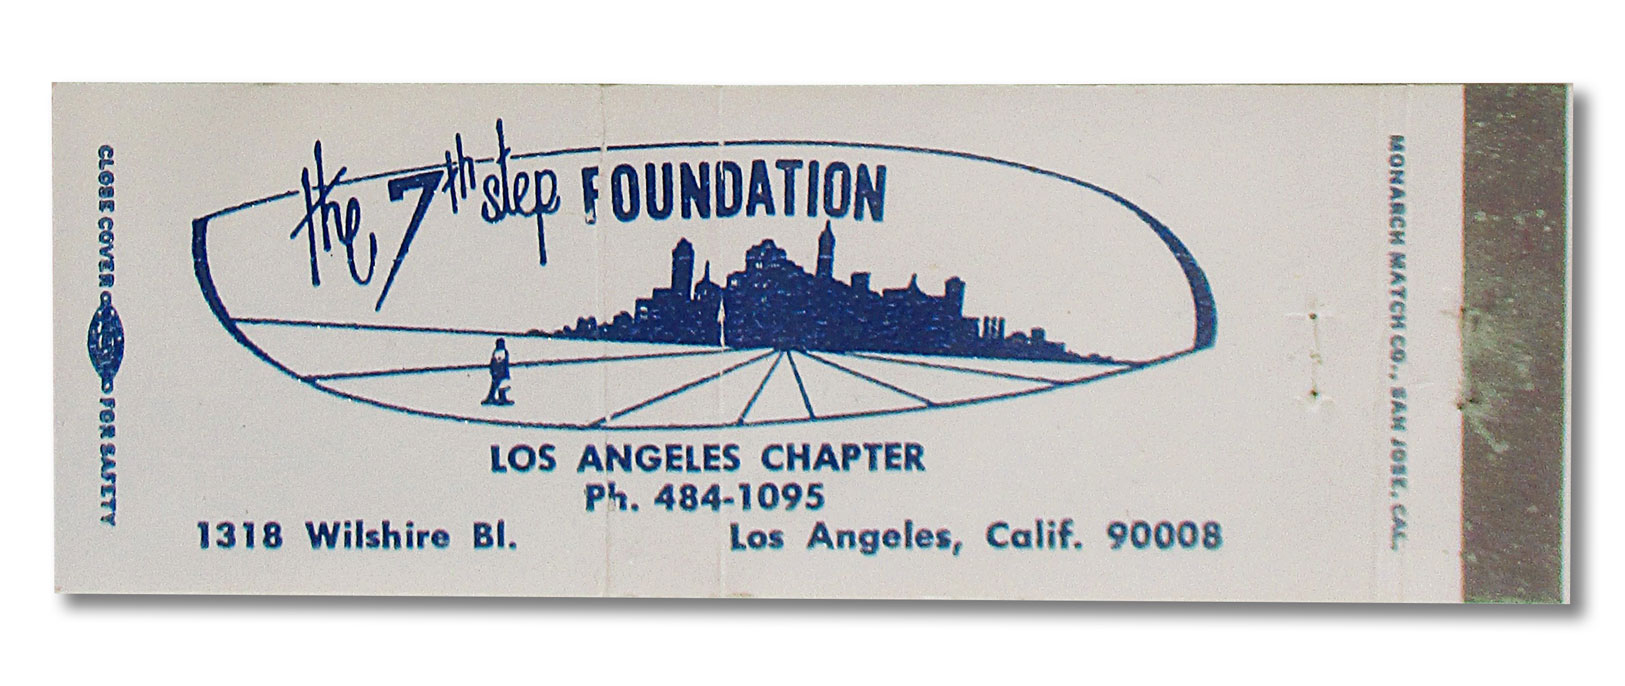 CLOSE COVER
FOR SAFETY
the 7th step FOUNDATION
LOS ANGELES CHAPTER
Ph. 484-1095
1318 Wilshire Bl. Los Angeles, Calif. 90008
MONARCH MATCH CO., SAN JOSE, CAL.